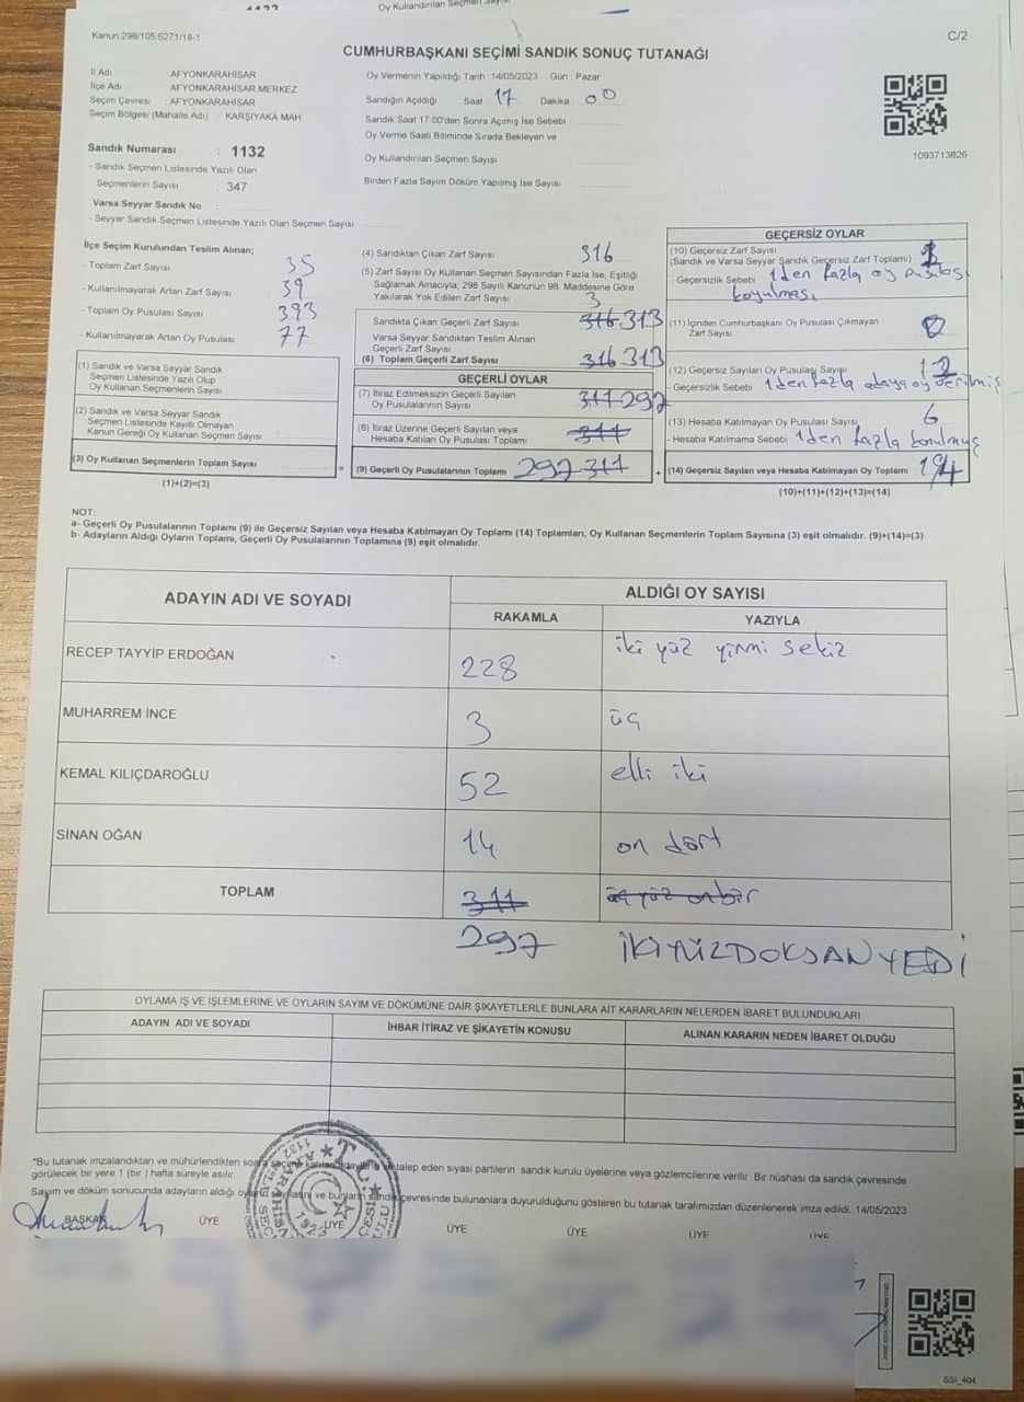 Oy Kullandırılan Seçmen Sayısı
Kanun 298/105.6271/18-1
C/2
CUMHURBAŞKANI SEÇİMİ SANDIK SONUÇ TUTANAĞI
İl Adı AFYONKARAHİSAR
İlçe Adı AFYONKARAHİSAR MERKEZ
Seçim Çevresi : AFYONKARAHİSAR
Seçim Bölgesi (Mahalle Adı) KARŞIYAKA MAH
Sandık Numarası : 1132
- Sandık Seçmen Listesinde Yazılı Olan
Seçmenlerin Sayısı : 347
Varsa Seyyar Sandık No
- Seyyar Sandık Seçmen Listesinde Yazılı Olan Seçmen Sayısı
Oy Vermenin Yapıldığı Tarih : 14/05/2023 Gün : Pazar
Sandığın Açıldığı Saat 17 Dakika 00
Sandık Saat 17:00'den Sonra Açımış İse Sebebi
Oy Verme Saati Bitiminde Sırada Bekleyen ve
Oy Kullandırılan Seçmen Sayısı
Birden Fazla Sayım Döküm Yapılmış İse Sayısı
1093713826
İlçe Seçim Kurulundan Teslim Alınan;
- Toplam Zarf Sayısı 35
- Kullanılmayarak Artan Zarf Sayısı 39
- Toplam Oy Pusulası Sayısı 393
- Kullanılmayarak Artan Oy Pusulası 77
(1) Sandık ve Varsa Seyyar Sandık
Seçmen Listesinde Yazılı Olup
Oy Kullanan Seçmenlerin Sayısı
(2) Sandık ve Varsa Seyyar Sandık
Seçmen Listesinde Kayıtlı Olmayan
Kanun Gereği Oy Kullanan Seçmen Sayısı
(3) Oy Kullanan Seçmenlerin Toplam Sayısı
(1)+(2)=(3)
(4) Sandıktan Çıkan Zarf Sayısı 316
(5) Zarf Sayısı Oy Kullanan Seçmen Sayısından Fazla İse, Eşitliği
Sağlamak Amacıyla, 298 Sayılı Kanunun 98. Maddesine Göre
Yakılarak Yok Edilen Zarf Sayısı 3
Sandıkta Çıkan Geçerli Zarf Sayısı 316 313
Varsa Seyyar Sandıktan Teslim Alınan
Geçerli Zarf Sayısı
(6) Toplam Geçerli Zarf Sayısı 316 313
GEÇERLİ OYLAR
(7) İtiraz Edilmeksizin Geçerli Sayılan
Oy Pusulalarının Sayısı 311 297
(8) İtiraz Üzerine Geçerli Sayılan veya
Hesaba Katılan Oy Pusulası Toplamı 311
(9) Geçerli Oy Pusulalarının Toplamı 297 311
GEÇERSİZ OYLAR
(10) Geçersiz Zarf Sayısı
(Sandık ve Varsa Seyyar Sandık Geçersiz Zarf Toplamı) 1
Geçersizlik Sebebi 1den fazla oy pusulası
koyulması
(11) İçinden Cumhurbaşkanı Oy Pusulası Çıkmayan
Zarf Sayısı 0
(12) Geçersiz Sayılan Oy Pusulası Sayısı
- Geçersizlik Sebebi 1den fazla adaya oy verilmiş
(13) Hesaba Katılmayan Oy Pusulası Sayısı 6
- Hesaba Katılmama Sebebi 1den fazla konulmuş
(14) Geçersiz Sayılan veya Hesaba Katılmayan Oy Toplamı
(10)+(11)+(12)+(13)=(14)
NOT:
a- Geçerli Oy Pusulalarının Toplamı (9) ile Geçersiz Sayılan veya Hesaba Katılmayan Oy Toplamı (14) Toplamları, Oy Kullanan Seçmenlerin Toplam Sayısına (3) eşit olmalıdır. (9)+(14)=(3)
b- Adayların Aldığı Oyların Toplamı, Geçerli Oy Pusulalarının Toplamına (9) eşit olmalıdır.
ADAYIN ADI VE SOYADI
ALDIĞI OY SAYISI
RAKAMLA YAZIYLA
RECEP TAYYİP ERDOĞAN 228 iki yüz yirmi sekiz
MUHARREM İNCE 3 üç
KEMAL KILIÇDAROĞLU 52 elli iki
SİNAN OĞAN 14 on dört
TOPLAM 311 üç yüz onbir
297 İKİYÜZDOKSANYEDİ
OYLAMA İŞ VE İŞLEMLERİNE VE OYLARIN SAYIM VE DÖKÜMÜNE DAİR ŞİKAYETLERLE BUNLARA AİT KARARLARIN NELERDEN İBARET BULUNDUKLARI
ADAYIN ADI VE SOYADI İHBAR İTİRAZ VE ŞİKAYETİN KONUSU ALINAN KARARIN NEDEN İBARET OLDUĞU
*Bu tutanak imzalandıktan ve mühürlendikten talep eden siyasi partilerin sandık kurulu üyelerine veya gözlemcilerine verilir. Bir nüshası da sandık çevresinde
görülecek bir yere 1 (bir ) hafta süreyle asılır.
Sayım ve döküm sonucunda adayların aldığı ve bunların sandık çevresinde bulunanlara duyurulduğunu gösteren bu tutanak tarafımızdan düzenlenerek imza edildi. 14/05/2023
BAŞKAN ÜYE ÜYE ÜYE ÜYE ÜYE ÜYE
SSI_404